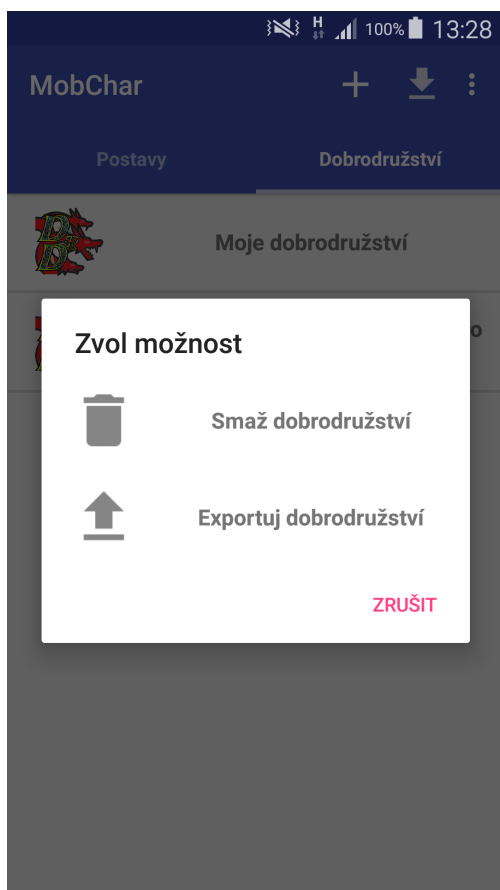 H 100% 13:28
MobChar
Postavy Dobrodružství
Moje dobrodružství
o
Zvol možnost
Smaž dobrodružství
Exportuj dobrodružství
ZRUŠIT